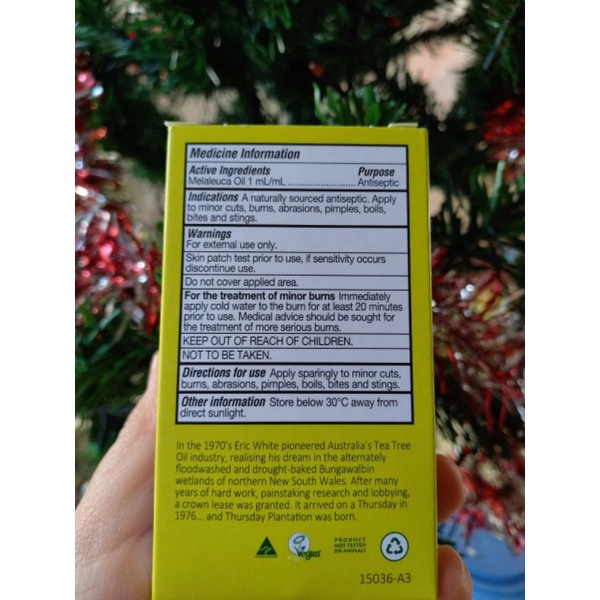 Medicine Information
Active Ingredients Purpose
Melaleuca Oil 1 mL/mL ........................ Antiseptic
Indications A naturally sourced antiseptic. Apply
to minor cuts, burns, abrasions, pimples, boils,
bites and stings.
Warnings
For external use only.
Skin patch test prior to use, if sensitivity occurs
discontinue use.
Do not cover applied area.
For the treatment of minor burns Immediately
apply cold water to the burn for at least 20 minutes
prior to use. Medical advice should be sought for
the treatment of more serious burns.
KEEP OUT OF REACH OF CHILDREN.
NOT TO BE TAKEN.
Directions for use Apply sparingly to minor cuts,
burns, abrasions, pimples, boils, bites and stings.
Other information Store below 30°C away from
direct sunlight.
In the 1970's Eric White pioneered Australia's Tea Tree
Oil industry, realising his dream in the alternately
floodwashed and drought-baked Bungawalbin
wetlands of northern New South Wales. After many
years of hard work, painstaking research and lobbying,
a crown lease was granted. It arrived on a Thursday in
1976... and Thursday Plantation was born.
vegan
PRODUCT
NOT TESTED
ON ANIMALS
15036-A3